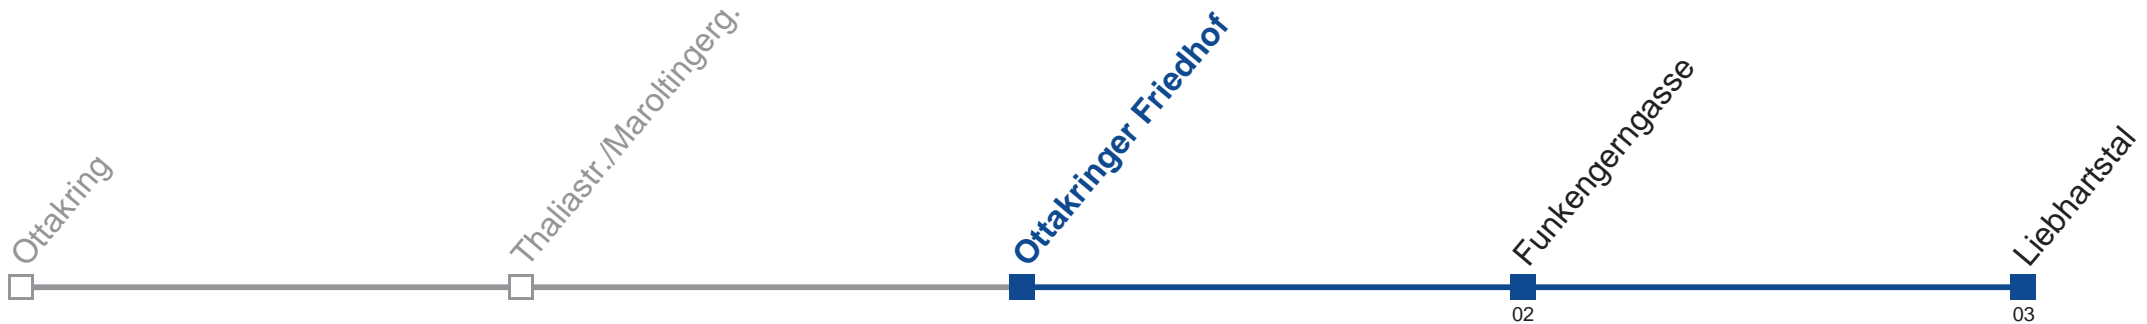 Ottakring
Thaliastr./Maroltingerg.
Ottakringer Friedhof
Funkengerngasse
Liebhartstal
02
03